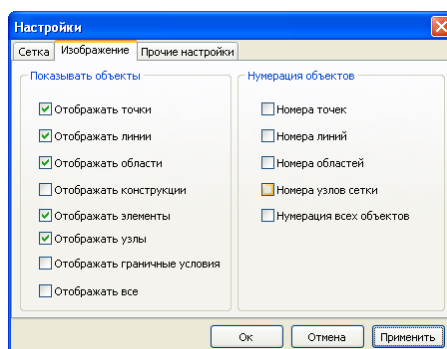 Настройки
Сетка Изображение Прочие настройки
Показывать объекты
Отображать точки
Отображать линии
Отображать области
Отображать конструкции
Отображать элементы
Отображать узлы
Отображать граничные условия
Отображать все
Нумерация объектов
Номера точек
Номера линий
Номера областей
Номера узлов сетки
Нумерация всех объектов
Ок Отмена Применить